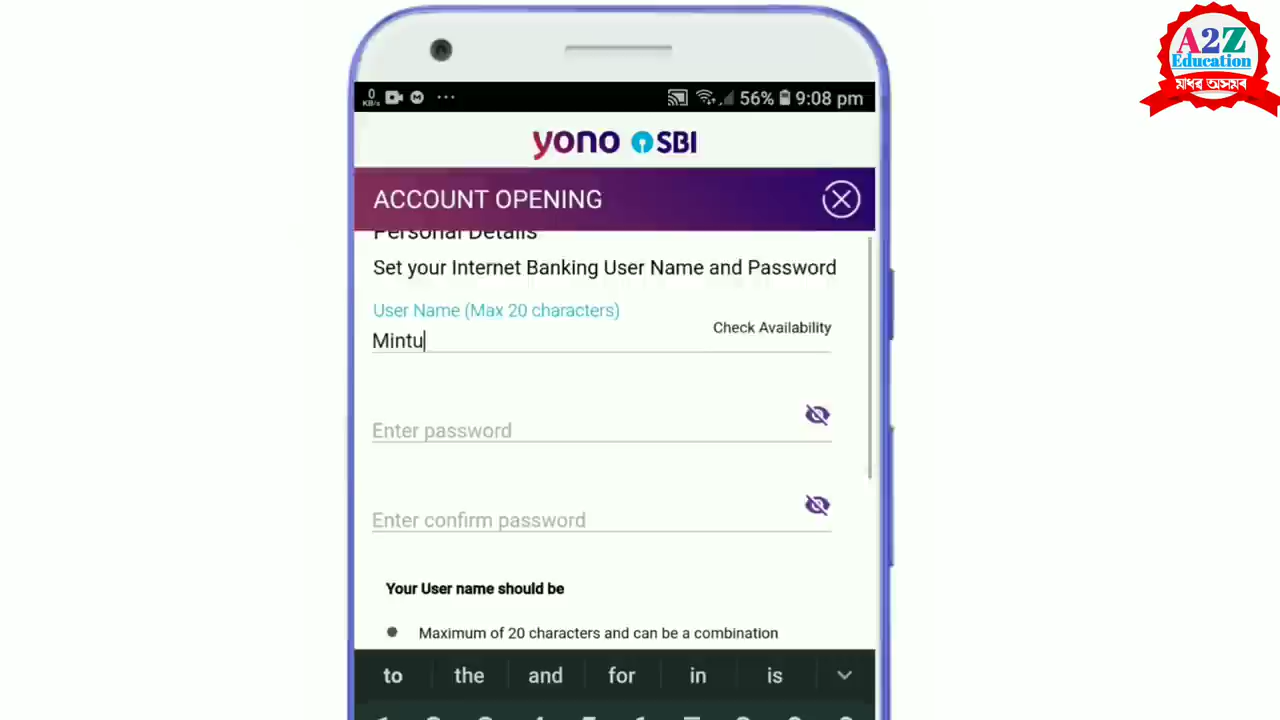 A2Z
Education
মাধৱ অসমৰ
0
KB/s
56% 9:08 pm
yono SBI
ACCOUNT OPENING
Personal Details
Set your Internet Banking User Name and Password
User Name (Max 20 characters)
Check Availability
Mintu
Enter password
Enter confirm password
Your User name should be
Maximum of 20 characters and can be a combination
to the and for in is